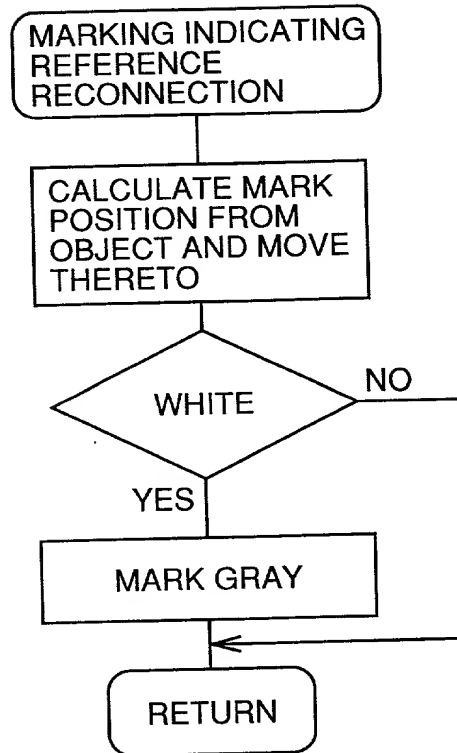 MARKING INDICATING
REFERENCE
RECONNECTION
CALCULATE MARK
POSITION FROM
OBJECT AND MOVE
THERETO
WHITE
NO
YES
MARK GRAY
RETURN